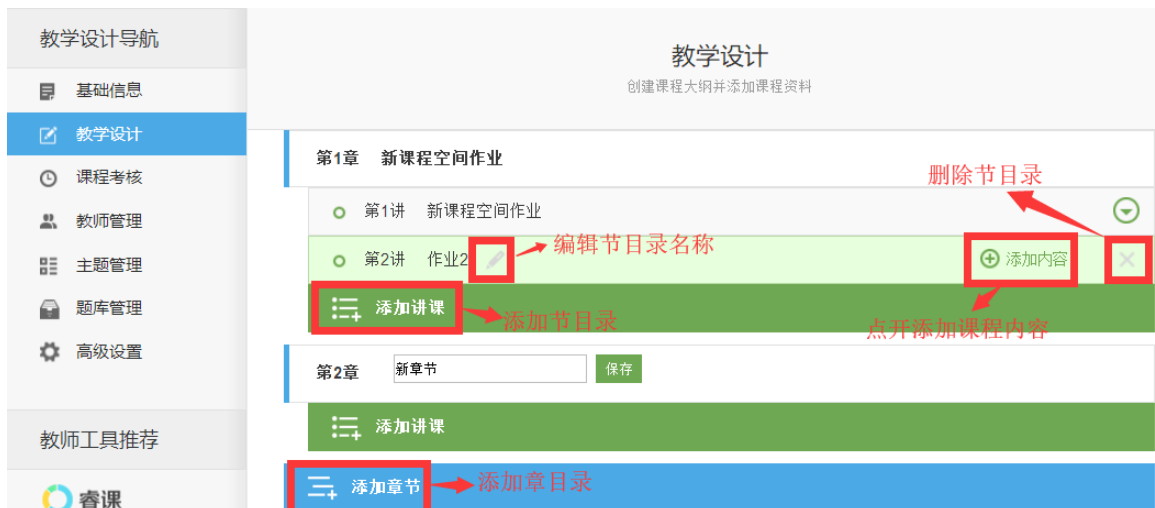 教学设计导航
基础信息
教学设计
课程考核
教师管理
主题管理
题库管理
高级设置
教师工具推荐
睿课
教学设计
创建课程大纲并添加课程资料
第1章 新课程空间作业
删除节目录
第1讲 新课程空间作业
第2讲 作业2
编辑节目录名称
添加内容
添加讲课
添加节目录
点开添加课程内容
第2章 新章节 保存
添加讲课
添加章节
添加章目录